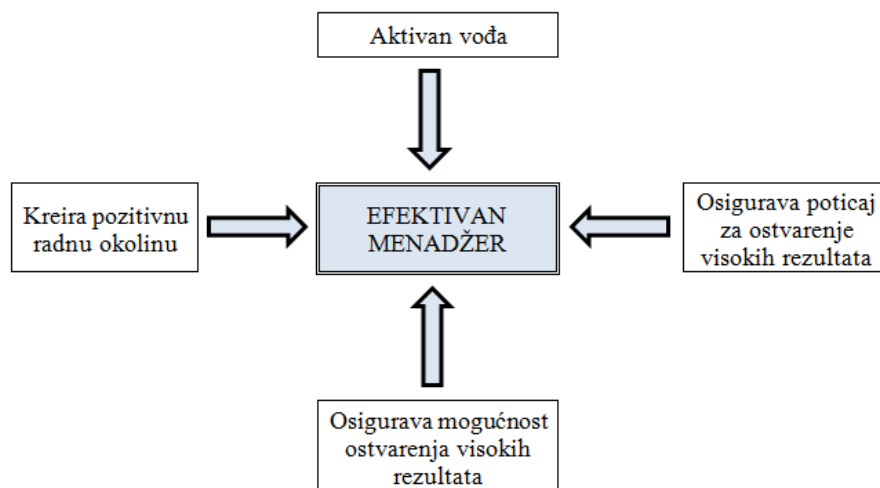 Aktivan vođa
Kreira pozitivnu
radnu okolinu
EFEKTIVAN
MENADŽER
Osigurava poticaj
za ostvarenje
visokih rezultata
Osigurava mogućnost
ostvarenja visokih
rezultata